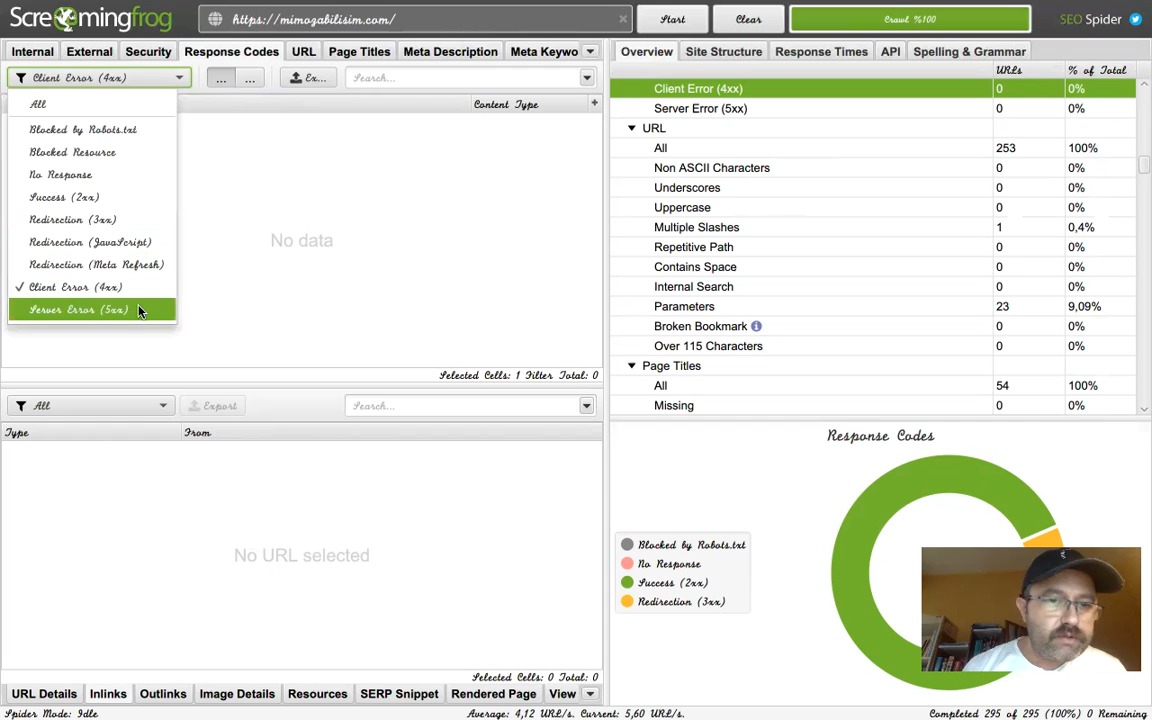 Screamingfrog
https://mimogabilisim.com/
Start
Clear
Crawl %100
SEO Spider
Internal
External
Security
Response Codes
URL
Page Titles
Meta Description
Meta Keywo
Client Error (4xx)
...
...
Ex...
Search...
All
Blocked by Robots.txt
Blocked Resource
No Response
Success (2xx)
Redirection (3xx)
Redirection (JavaScript)
Redirection (Meta Refresh)
Client Error (4xx)
Server Error (5xx)
Content Type
No data
Selected Cells: 1 Filter Total: 0
All
Export
Search...
Type
From
No URL selected
Selected Cells: 0 Total: 0
URL Details
Inlinks
Outlinks
Image Details
Resources
SERP Snippet
Rendered Page
View
Overview
Site Structure
Response Times
API
Spelling & Grammar
URLs % of Total
Client Error (4xx) 0 0%
Server Error (5xx) 0 0%
URL
All 253 100%
Non ASCII Characters 0 0%
Underscores 0 0%
Uppercase 0 0%
Multiple Slashes 1 0,4%
Repetitive Path 0 0%
Contains Space 0 0%
Internal Search 0 0%
Parameters 23 9,09%
Broken Bookmark 0 0%
Over 115 Characters 0 0%
Page Titles
All 54 100%
Missing 0 0%
Response Codes
Blocked by Robots.txt
No Response
Success (2xx)
Redirection (3xx)
Spider Mode: Idle
Average: 4,12 URL/s. Current: 5,60 URL/s.
Completed 295 of 295 (100%) 0 Remaining